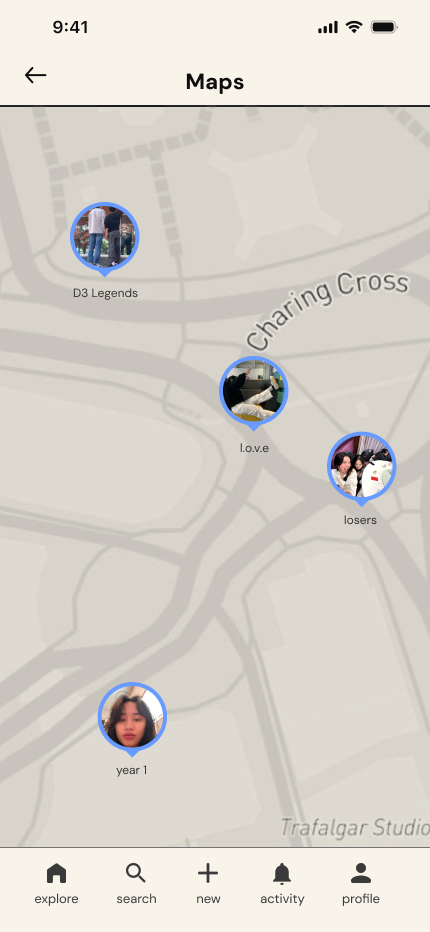 9:41
Maps
D3 Legends
Charing Cross
l.o.v.e
losers
year 1
Trafalgar Studio
explore
search
new
activity
profile